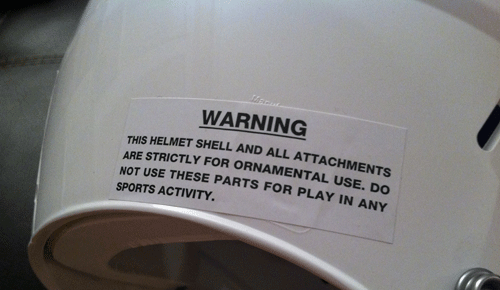 WARNING
THIS HELMET SHELL AND ALL ATTACHMENTS
ARE STRICTLY FOR ORNAMENTAL USE. DO
NOT USE THESE PARTS FOR PLAY IN ANY
SPORTS ACTIVITY.